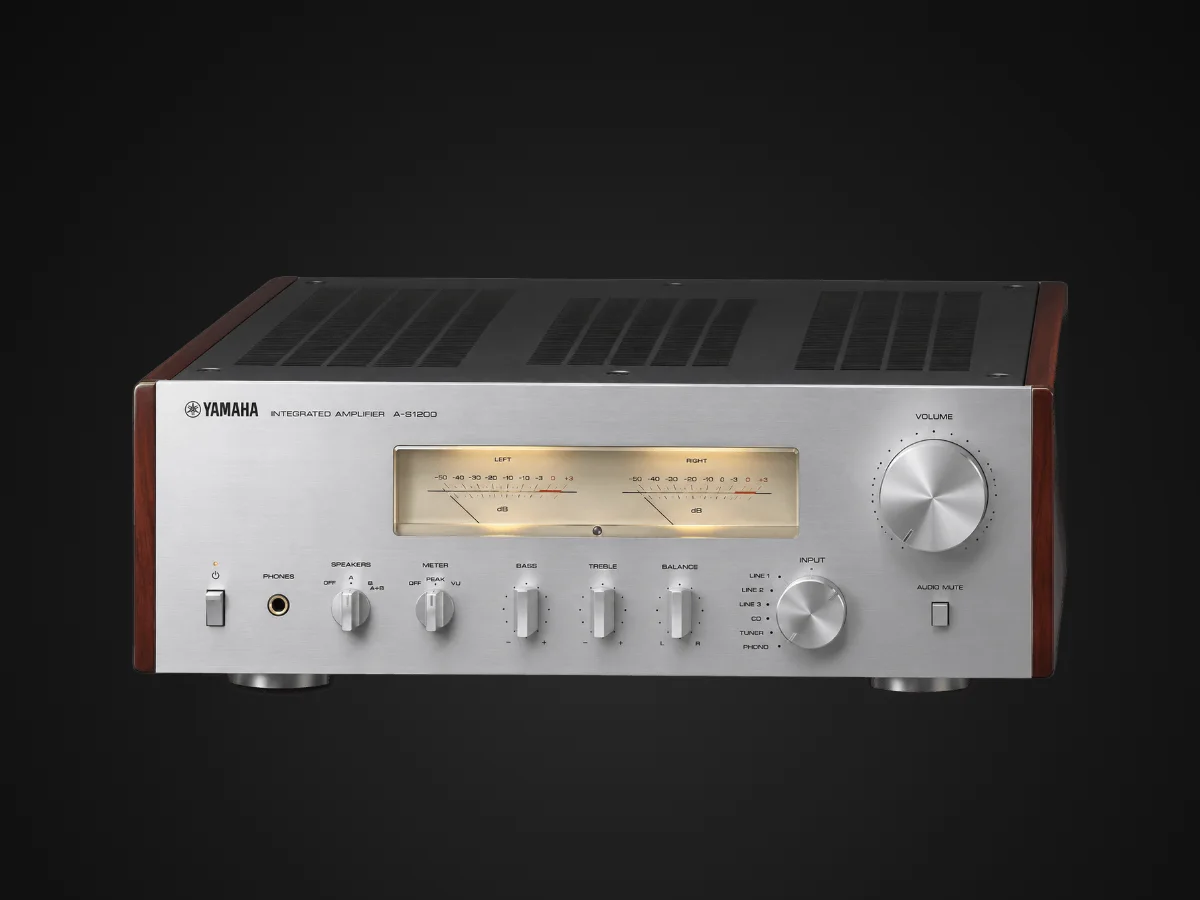 YAMAHA INTEGRATED AMPLIFIER A-S1200
VOLUME
LEFT
RIGHT
-50 -40 -30 -20 -10 -10 -3 0 +3
-50 -40 -30 -20 -10 0 -3 0 +3
dB
dB
SPEAKERS
OFF A B A+B
METER
OFF PEAK VU
BASS
- +
TREBLE
- +
BALANCE
L R
INPUT
LINE 1
LINE 2
LINE 3
CD
TUNER
PHONO
PHONES
AUDIO MUTE